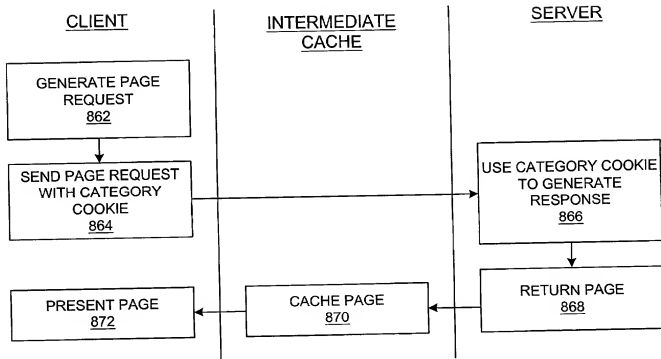 CLIENT
INTERMEDIATE
CACHE
SERVER
GENERATE PAGE
REQUEST
862
SEND PAGE REQUEST
WITH CATEGORY
COOKIE
864
USE CATEGORY COOKIE
TO GENERATE
RESPONSE
866
PRESENT PAGE
872
CACHE PAGE
870
RETURN PAGE
868